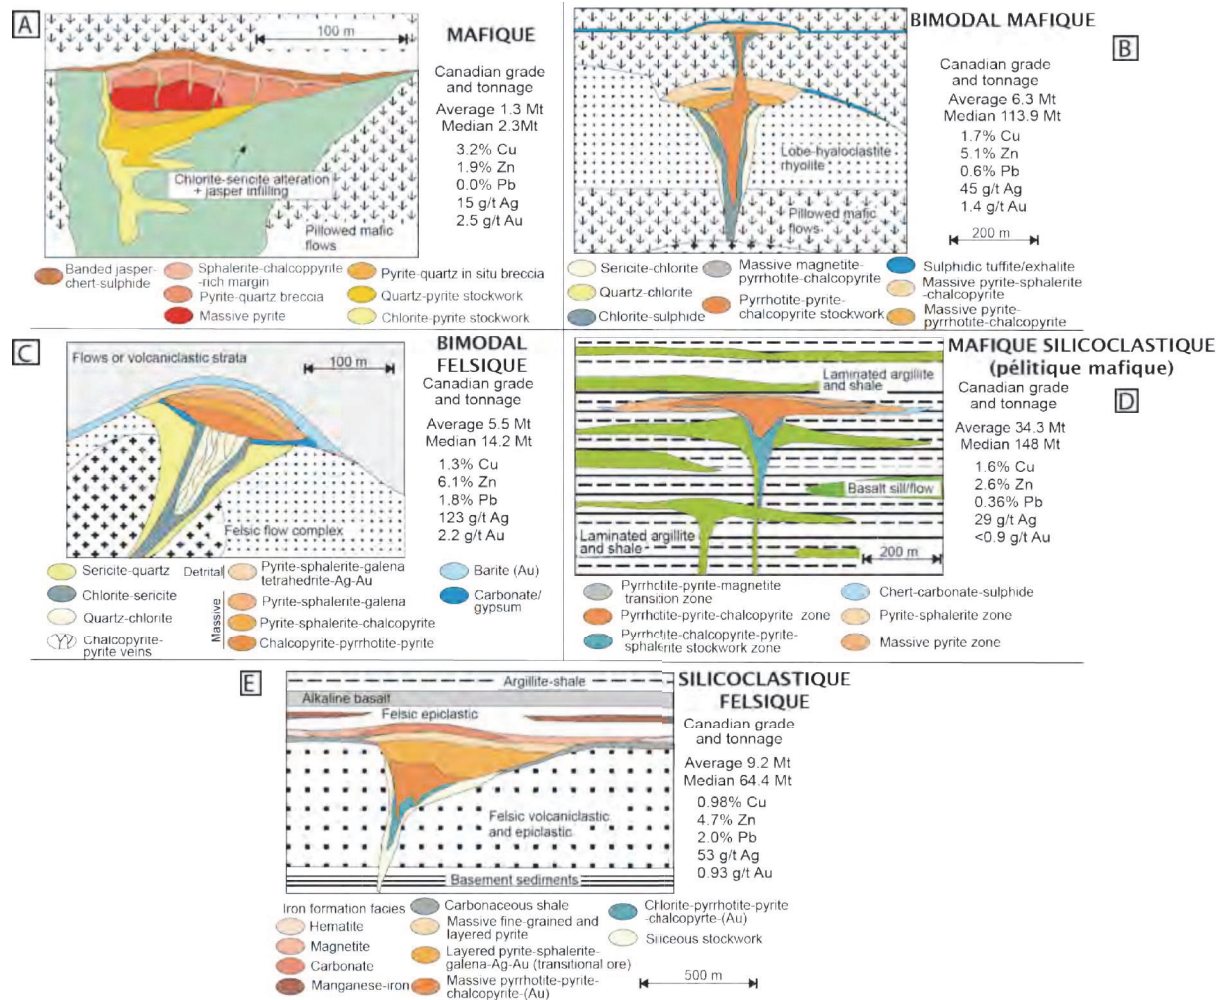 A
100 m
MAFIQUE
Canadian grade
and tonnage
Average 1.3 Mt
Median 2.3Mt
3.2% Cu
1.9% Zn
0.0% Pb
15 g/t Ag
2.5 g/t Au
Chlorite-sericite alteration
+ jasper infilling
Pillowed mafic
flows
Banded jasper-
chert-sulphide
Sphalerite-chalcoppyrite
-rich margin
Pyrite-quartz breccia
Massive pyrite
Pyrite-quartz in situ breccia
Quartz-pyrite stockwork
Chlorite-pyrite stockwork
BIMODAL MAFIQUE
B
Canadian grade
and tonnage
Average 6.3 Mt
Median 113.9 Mt
1.7% Cu
5.1% Zn
0.6% Pb
45 g/t Ag
1.4 g/t Au
200 m
Lobe-hyaloclastite
rhyolite
Pillowed mafic
flows
Sericite-chlorite
Quartz-chlorite
Chlorite-sulphide
Massive magnetite-
pyrrhotite-chalcopyrite
Pyrrhotite-pyrite-
chalcopyrite stockwork
Sulphidic tuffite/exhalite
Massive pyrite-sphalerite
-chalcopyrite
Massive pyrite-
pyrrhotite-chalcopyrite
C
Flows or volcaniclastic strata
100 m
BIMODAL
FELSIQUE
Canadian grade
and tonnage
Average 5.5 Mt
Median 14.2 Mt
1.3% Cu
6.1% Zn
1.8% Pb
123 g/t Ag
2.2 g/t Au
Felsic flow complex
Sericite-quartz
Chlorite-sericite
Quartz-chlorite
Chalcopyrite-
pyrite veins
Detrital
Massive
Pyrite-sphalerite-galena
tetrahedrite-Ag-Au
Pyrite-sphalerite-galena
Pyrite-sphalerite-chalcopyrite
Chalcopyrite-pyrrhotite-pyrite
Barite (Au)
Carbonate/
gypsum
MAFIQUE SILICOCLASTIQUE
(pélitique mafique)
D
Canadian grade
and tonnage
Average 34.3 Mt
Median 148 Mt
1.6% Cu
2.6% Zn
0.36% Pb
29 g/t Ag
<0.9 g/t Au
Laminated argillite
and shale
Basalt sill/flow
Laminated argillite
and shale
200 m
Pyrrhctite-pyrite-magnetite
transition zone
Pyrrhctite-pyrite-chalcopyrite zone
Pyrrhctite-chalcopyrite-pyrite-
sphalerite stockwork zone
Chert-carbonate-sulphide
Pyrite-sphalerite zone
Massive pyrite zone
E
Argillite-shale
Alkaline basalt
Felsic epiclastic
Felsic volcaniclastic
and epiclastic
Basement sediments
SILICOCLASTIQUE
FELSIQUE
Canadian grade
and tonnage
Average 9.2 Mt
Median 64.4 Mt
0.98% Cu
4.7% Zn
2.0% Pb
53 g/t Ag
0.93 g/t Au
Iron formation facies
Hematite
Magnetite
Carbonate
Manganese-iron
Carbonaceous shale
Massive fine-grained and
layered pyrite
Layered pyrite-sphalerite-
galena-Ag-Au (transitional ore)
Massive pyrrhotite-pyrite-
chalcopyrite-(Au)
Chlorite-pyrrhotite-pyrite
-chalcopyrte-(Au)
Siliceous stockwork
500 m